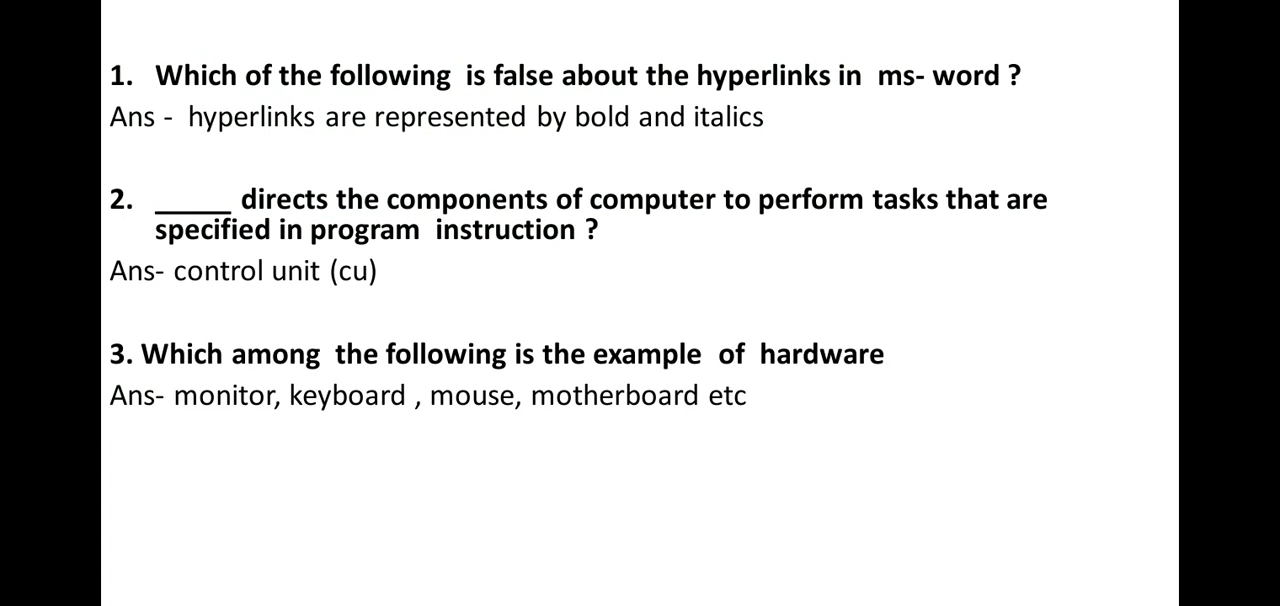 1. Which of the following is false about the hyperlinks in ms- word ?
Ans - hyperlinks are represented by bold and italics
2. _____ directs the components of computer to perform tasks that are
specified in program instruction ?
Ans- control unit (cu)
3. Which among the following is the example of hardware
Ans- monitor, keyboard , mouse, motherboard etc